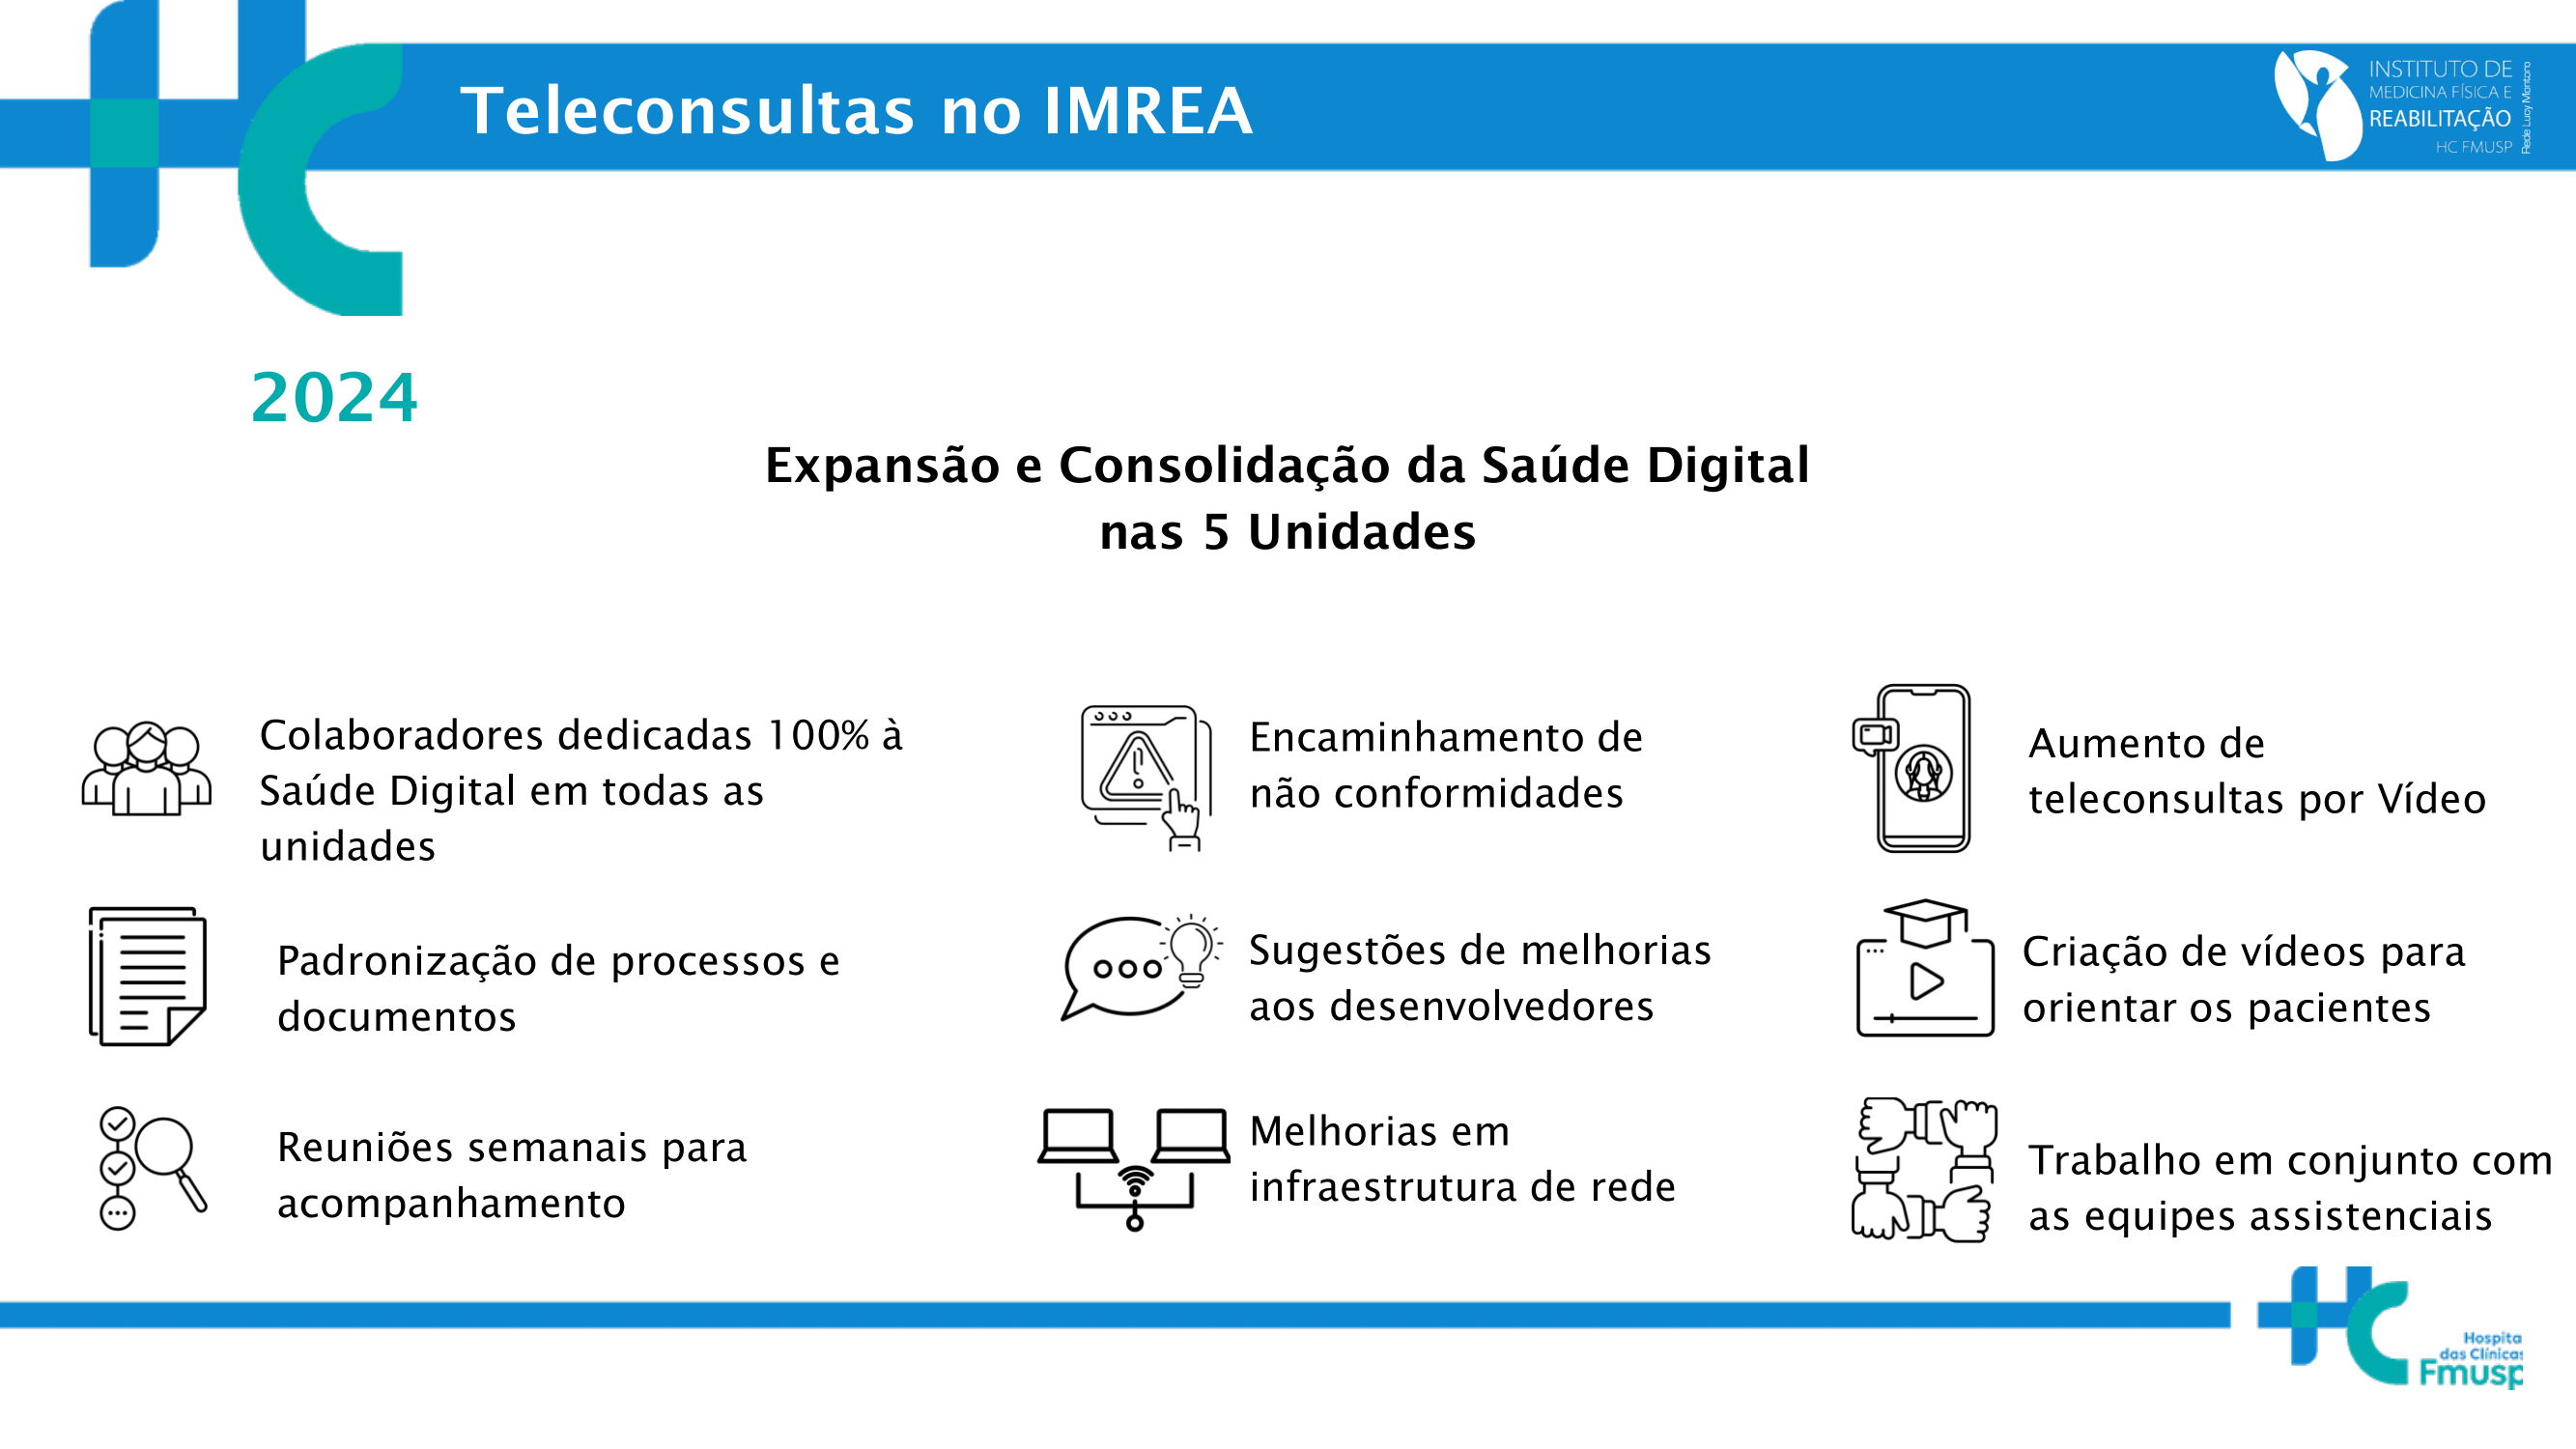 Teleconsultas no IMREA
INSTITUTO DE
MEDICINA FÍSICA E
REABILITAÇÃO
HC FMUSP
Rede Lucy Montoro
2024
Expansão e Consolidação da Saúde Digital
nas 5 Unidades
Colaboradores dedicadas 100% à
Saúde Digital em todas as
unidades
Padronização de processos e
documentos
Reuniões semanais para
acompanhamento
Encaminhamento de
não conformidades
Sugestões de melhorias
aos desenvolvedores
Melhorias em
infraestrutura de rede
Aumento de
teleconsultas por Vídeo
Criação de vídeos para
orientar os pacientes
Trabalho em conjunto com
as equipes assistenciais
Hospita
das Clínicas
Fmusp